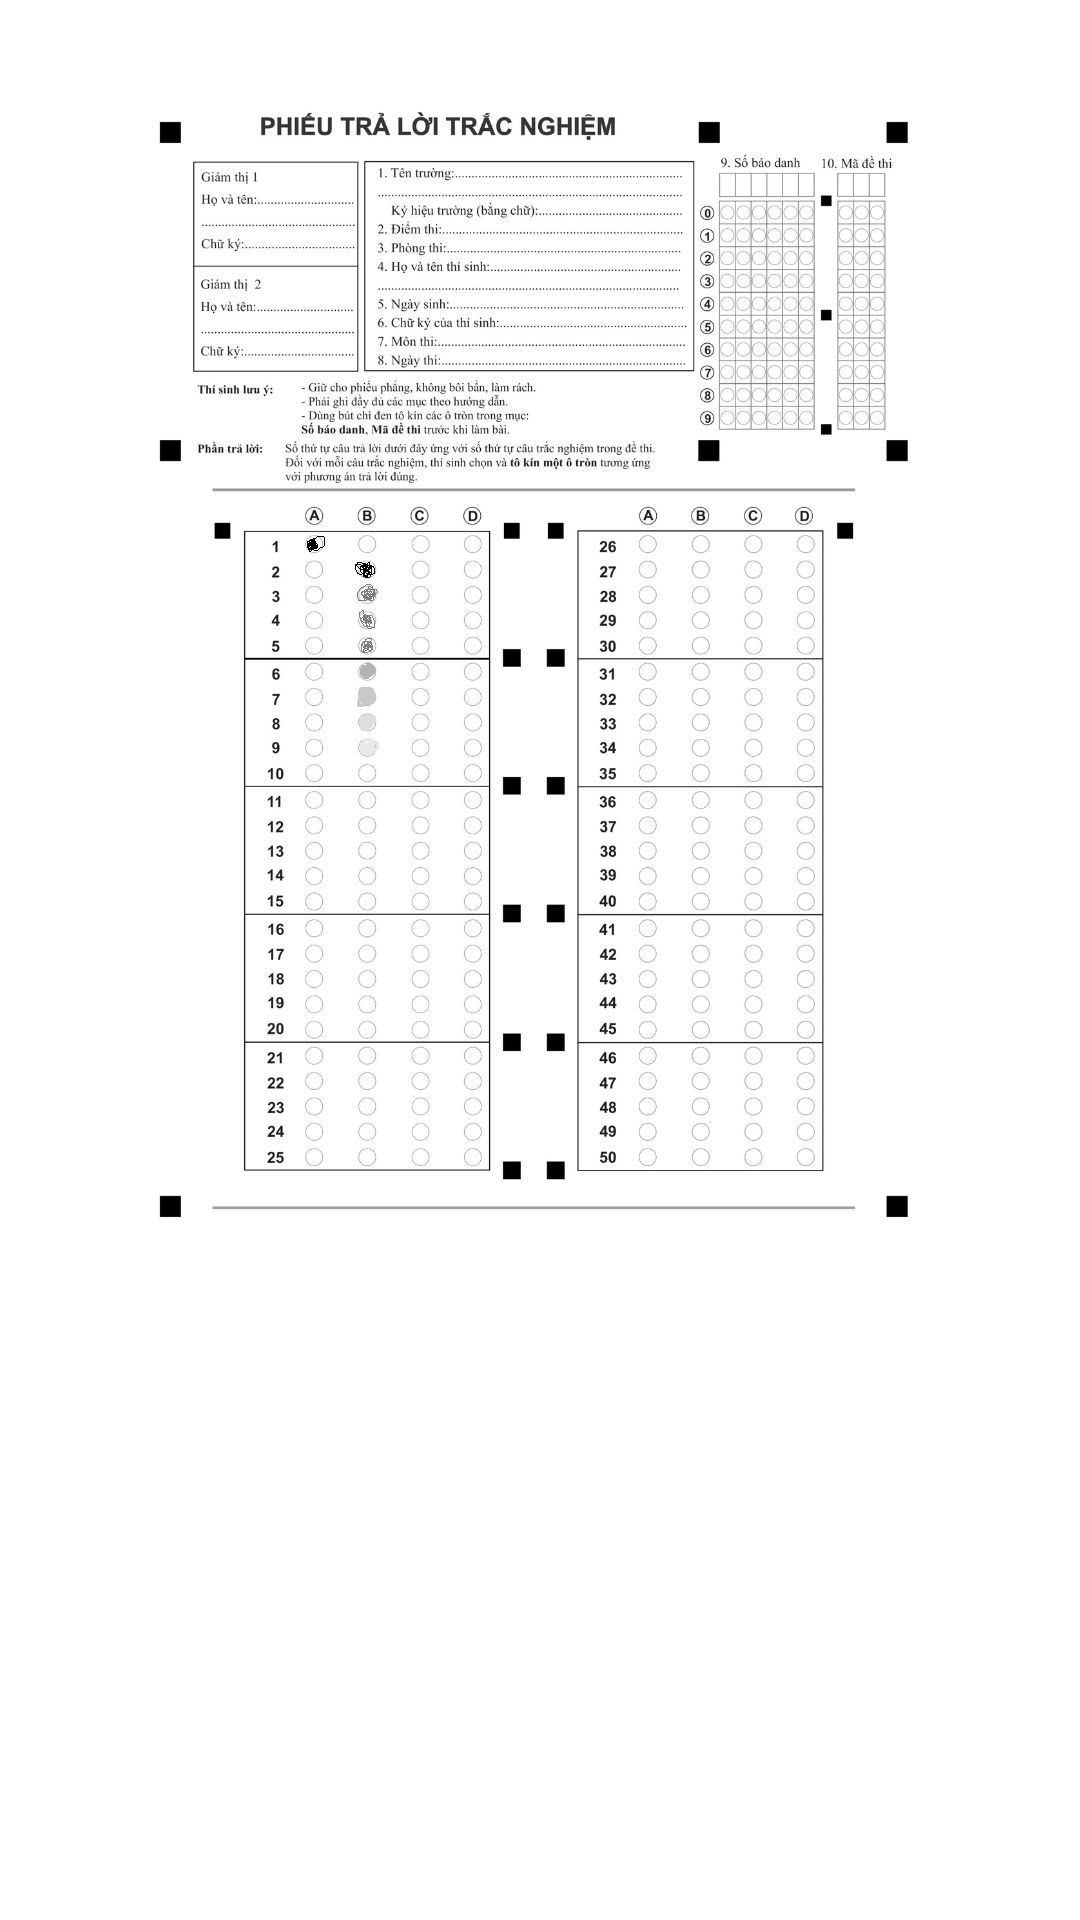 PHIẾU TRẢ LỜI TRẮC NGHIỆM
Giám thị 1
Họ và tên:............................
..............................................
Chữ ký:................................
Giám thị 2
Họ và tên:............................
..............................................
Chữ ký:................................
1. Tên trường:....................................................................
...........................................................................................
Ký hiệu trường (bằng chữ):...........................................
2. Điểm thi:........................................................................
3. Phòng thi:......................................................................
4. Họ và tên thí sinh:.........................................................
..........................................................................................
5. Ngày sinh:......................................................................
6. Chữ ký của thí sinh:........................................................
7. Môn thi:..........................................................................
8. Ngày thi:.........................................................................
9. Số báo danh
10. Mã đề thi
0
1
2
3
4
5
6
7
8
9
Thí sinh lưu ý:
- Giữ cho phiếu phẳng, không bôi bẩn, làm rách.
- Phải ghi đầy đủ các mục theo hướng dẫn.
- Dùng bút chì đen tô kín các ô tròn trong mục:
Số báo danh, Mã đề thi trước khi làm bài.
Phần trả lời:
Số thứ tự câu trả lời dưới đây ứng với số thứ tự câu trắc nghiệm trong đề thi.
Đối với mỗi câu trắc nghiệm, thí sinh chọn và tô kín một ô tròn tương ứng
với phương án trả lời đúng.
A B C D
1
2
3
4
5
6
7
8
9
10
11
12
13
14
15
16
17
18
19
20
21
22
23
24
25
A B C D
26
27
28
29
30
31
32
33
34
35
36
37
38
39
40
41
42
43
44
45
46
47
48
49
50